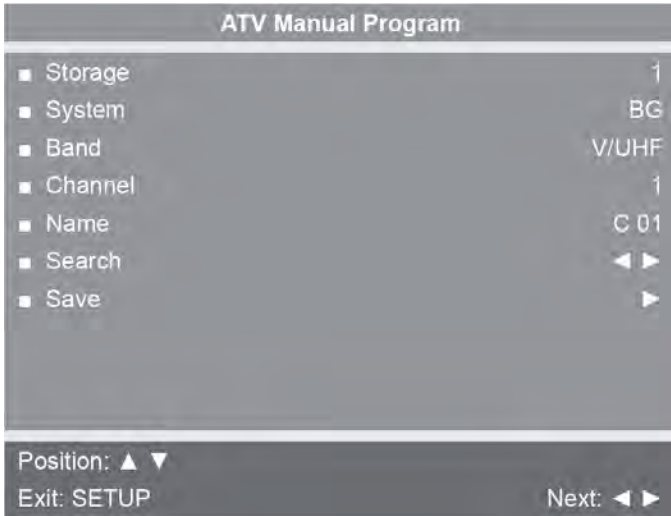 ATV Manual Program
■ Storage 1
■ System BG
■ Band V/UHF
■ Channel 1
■ Name C 01
■ Search ◀ ▶
■ Save ▶
Position: ▲ ▼
Exit: SETUP Next: ◀ ▶